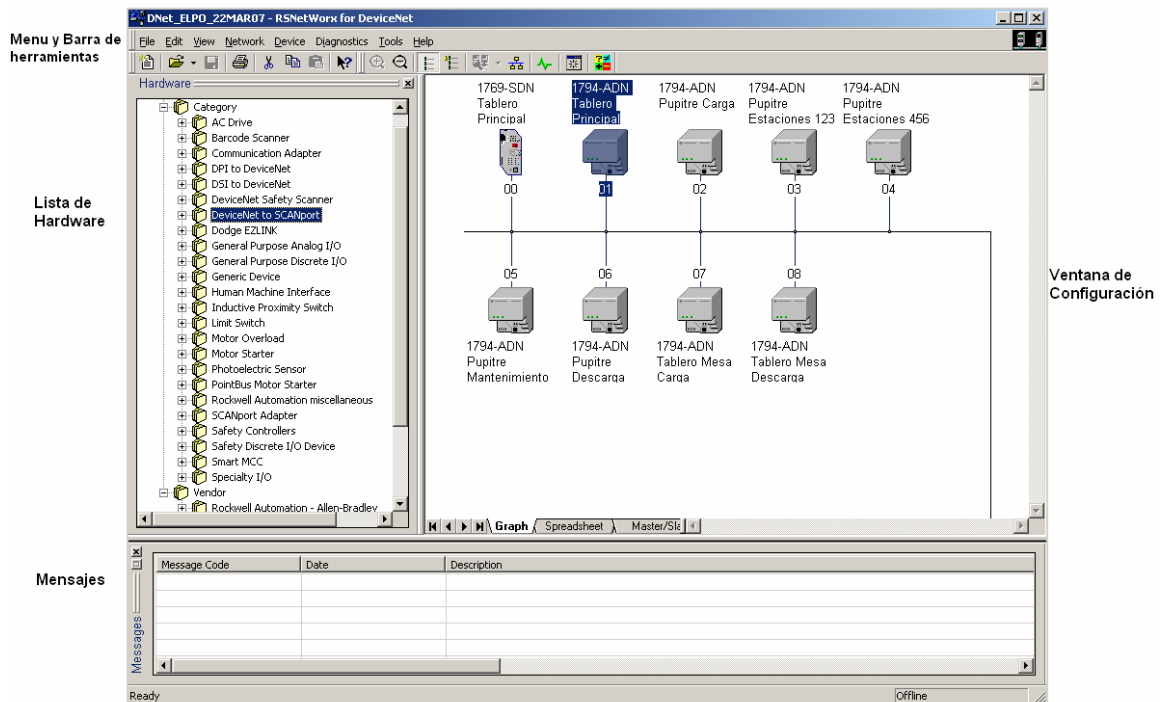 DNet_ELPO_22MAR07 - RSNetWorx for DeviceNet
Menu y Barra de
herramientas
File Edit View Network Device Diagnostics Tools Help
Hardware
Category
AC Drive
Barcode Scanner
Communication Adapter
DPI to DeviceNet
DSI to DeviceNet
DeviceNet Safety Scanner
DeviceNet to SCANport
Dodge EZLINK
General Purpose Analog I/O
General Purpose Discrete I/O
Generic Device
Human Machine Interface
Inductive Proximity Switch
Limit Switch
Motor Overload
Motor Starter
Photoelectric Sensor
PointBus Motor Starter
Rockwell Automation miscellaneous
SCANport Adapter
Safety Controllers
Safety Discrete I/O Device
Smart MCC
Specialty I/O
Vendor
Rockwell Automation - Allen-Bradley
Lista de
Hardware
1769-SDN
Tablero
Principal
00
1794-ADN
Tablero
Principal
01
1794-ADN
Pupitre Carga
02
1794-ADN
Pupitre
Estaciones 123
03
1794-ADN
Pupitre
Estaciones 456
04
05
1794-ADN
Pupitre
Mantenimiento
06
1794-ADN
Pupitre
Descarga
07
1794-ADN
Tablero Mesa
Carga
08
1794-ADN
Tablero Mesa
Descarga
Ventana de
Configuración
Graph Spreadsheet Master/Sla
Mensajes
Messages
Message Code Date Description
Ready Offline